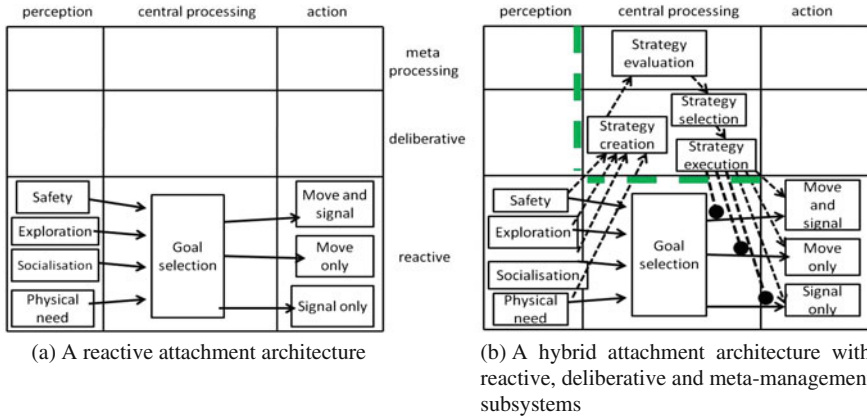 perception
central processing
action
meta
processing
deliberative
reactive
Safety
Exploration
Socialisation
Physical
need
Goal
selection
Move and
signal
Move
only
Signal only
(a) A reactive attachment architecture
perception
central processing
action
Strategy
evaluation
Strategy
selection
Strategy
creation
Strategy
execution
Safety
Exploration
Socialisation
Physical
need
Goal
selection
Move
and
signal
Move
only
Signal
only
(b) A hybrid attachment architecture with
reactive, deliberative and meta-management
subsystems